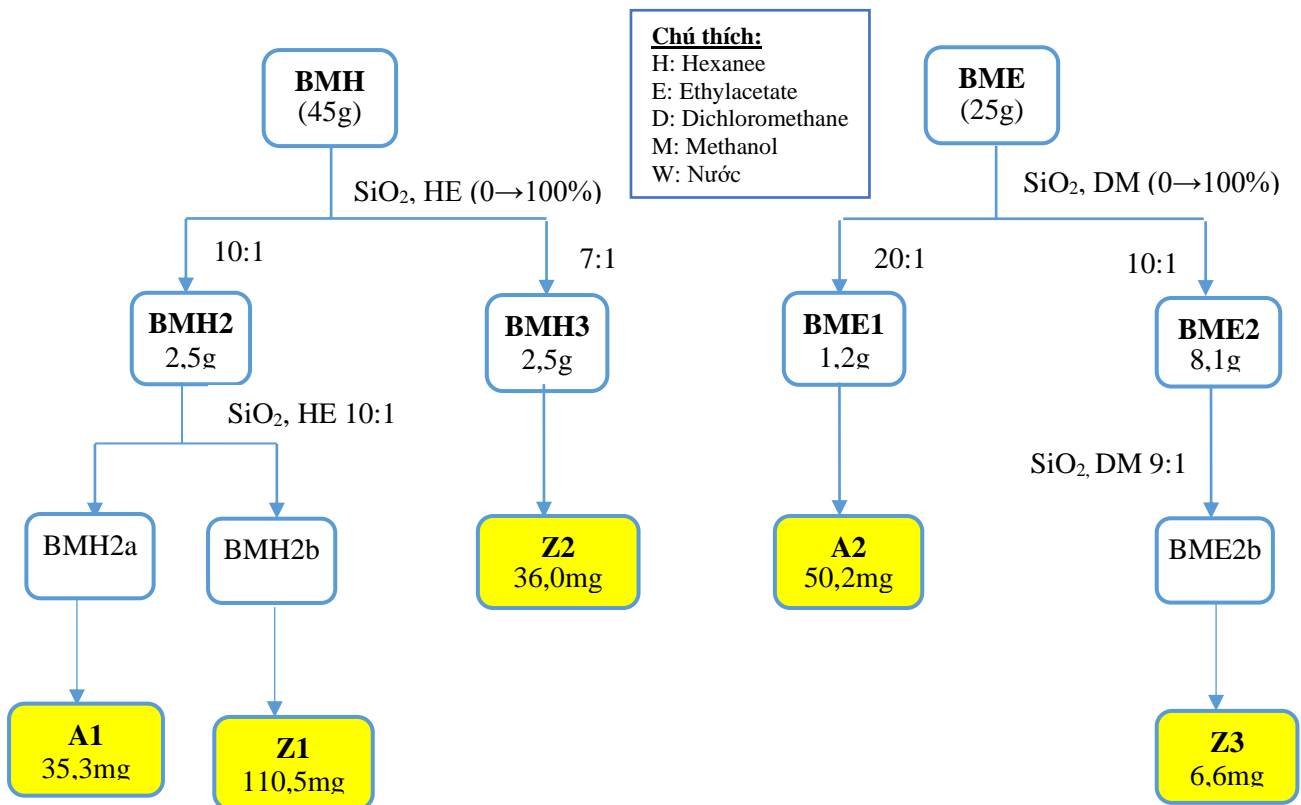 Chú thích:
H: Hexanee
E: Ethylacetate
D: Dichloromethane
M: Methanol
W: Nước
BMH
(45g)
BME
(25g)
SiO₂, HE (0→100%)
SiO₂, DM (0→100%)
10:1
7:1
20:1
10:1
BMH2
2,5g
BMH3
2,5g
BME1
1,2g
BME2
8,1g
SiO₂, HE 10:1
SiO₂, DM 9:1
BMH2a
BMH2b
Z2
36,0mg
A2
50,2mg
BME2b
A1
35,3mg
Z1
110,5mg
Z3
6,6mg